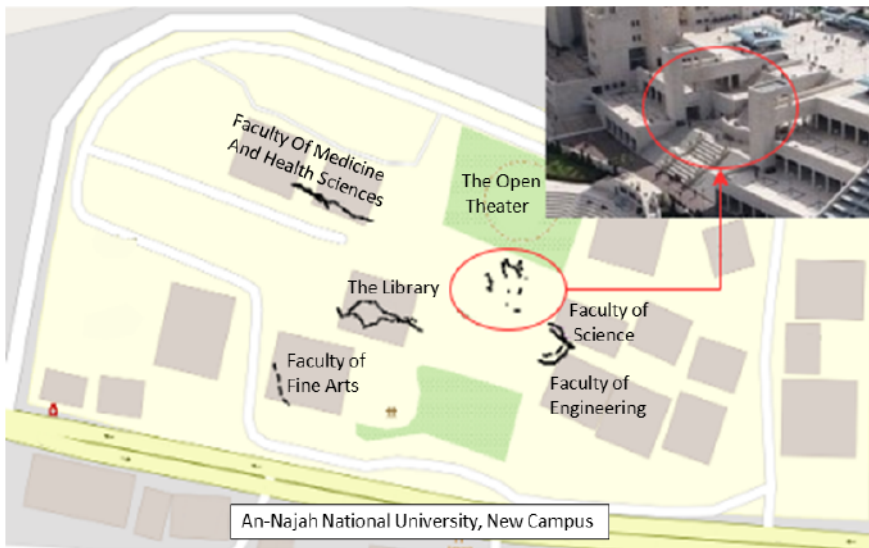 Faculty Of Medicine
And Health Sciences
The Open
Theater
The Library
Faculty of
Science
Faculty of
Fine Arts
Faculty of
Engineering
An-Najah National University, New Campus